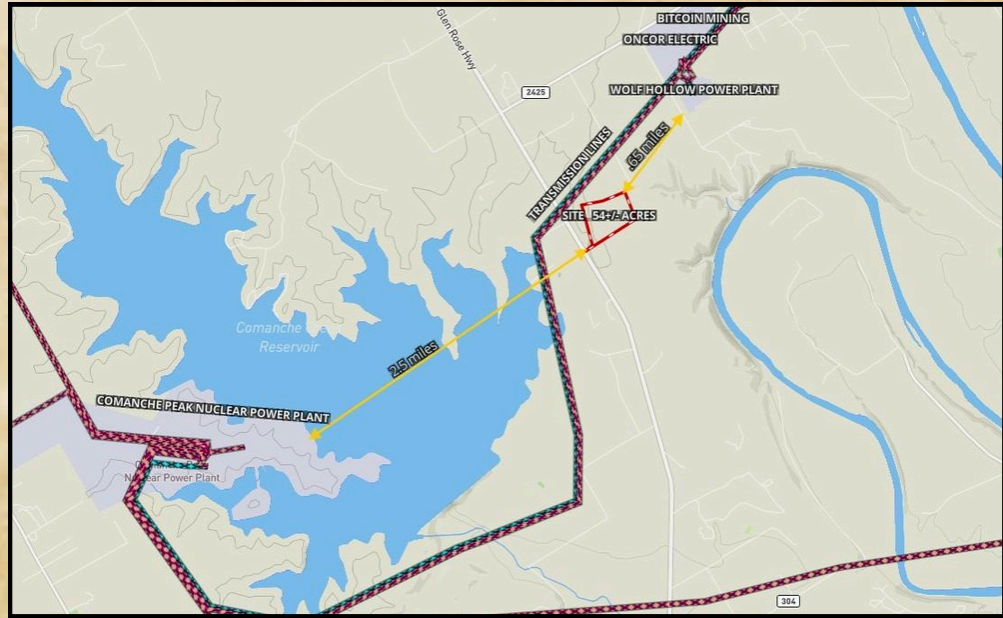 BITCOIN MINING
Glen Rose Hwy
ONCOR ELECTRIC
2425
WOLF HOLLOW POWER PLANT
.65 miles
TRANSMISSION LINES
SITE 54+/- ACRES
Comanche
Reservoir
2.5 miles
COMANCHE PEAK NUCLEAR POWER PLANT
Nuclear Power Plant
304